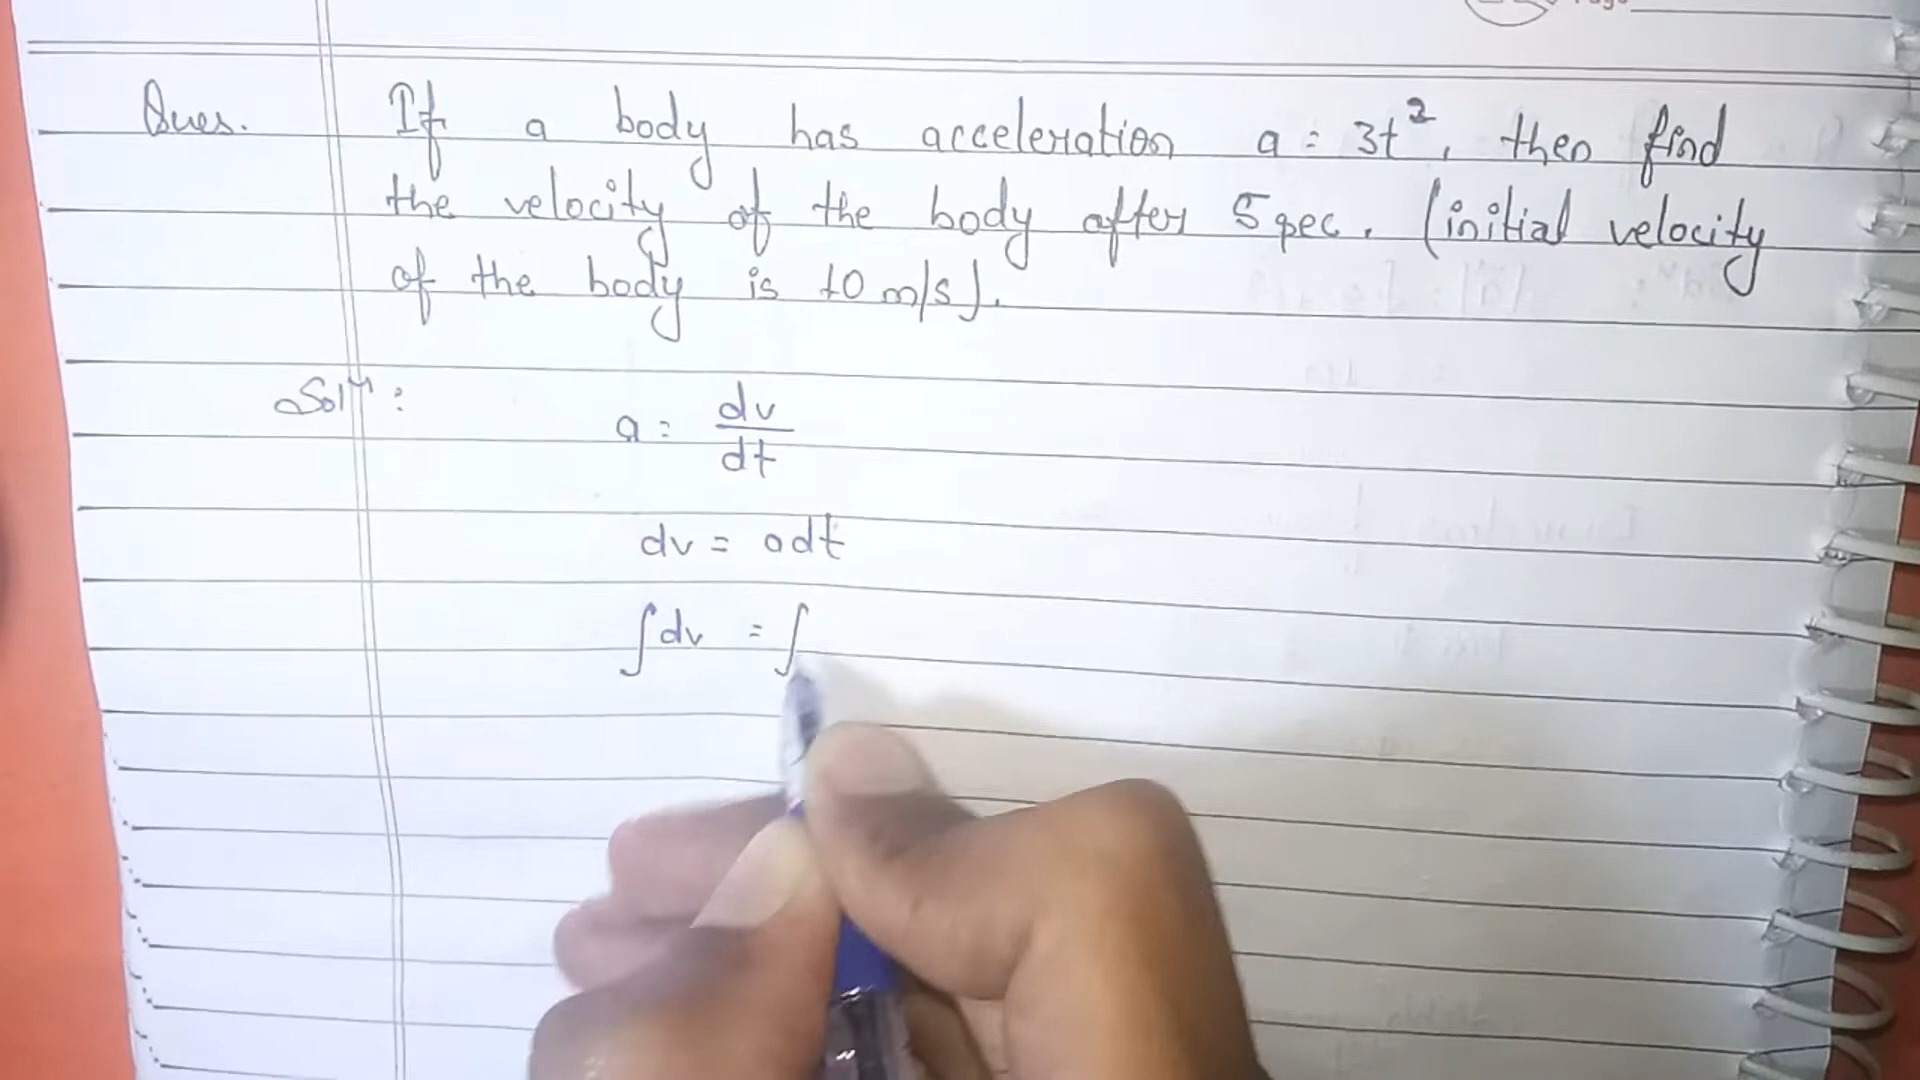 Ques. If a body has acceleration a = 3t², then find
the velocity of the body after 5 sec. (initial velocity
of the body is 10 m/s).
Solⁿ: a = dv/dt
dv = adt
∫dv = ∫